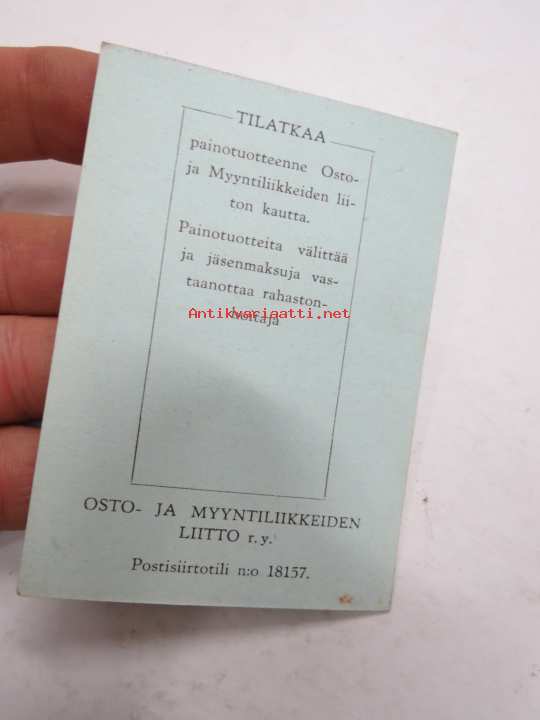 TILATKAA
painotuotteenne Osto-
ja Myyntiliikkeiden lii-
ton kautta.
Painotuotteita välittää
ja jäsenmaksuja vas-
taanottaa rahaston-
Antikvariaatti.net
hoitaja
OSTO- JA MYYNTILIIKKEIDEN
LIITTO r.y.
Postisiirtotili n:o 18157.